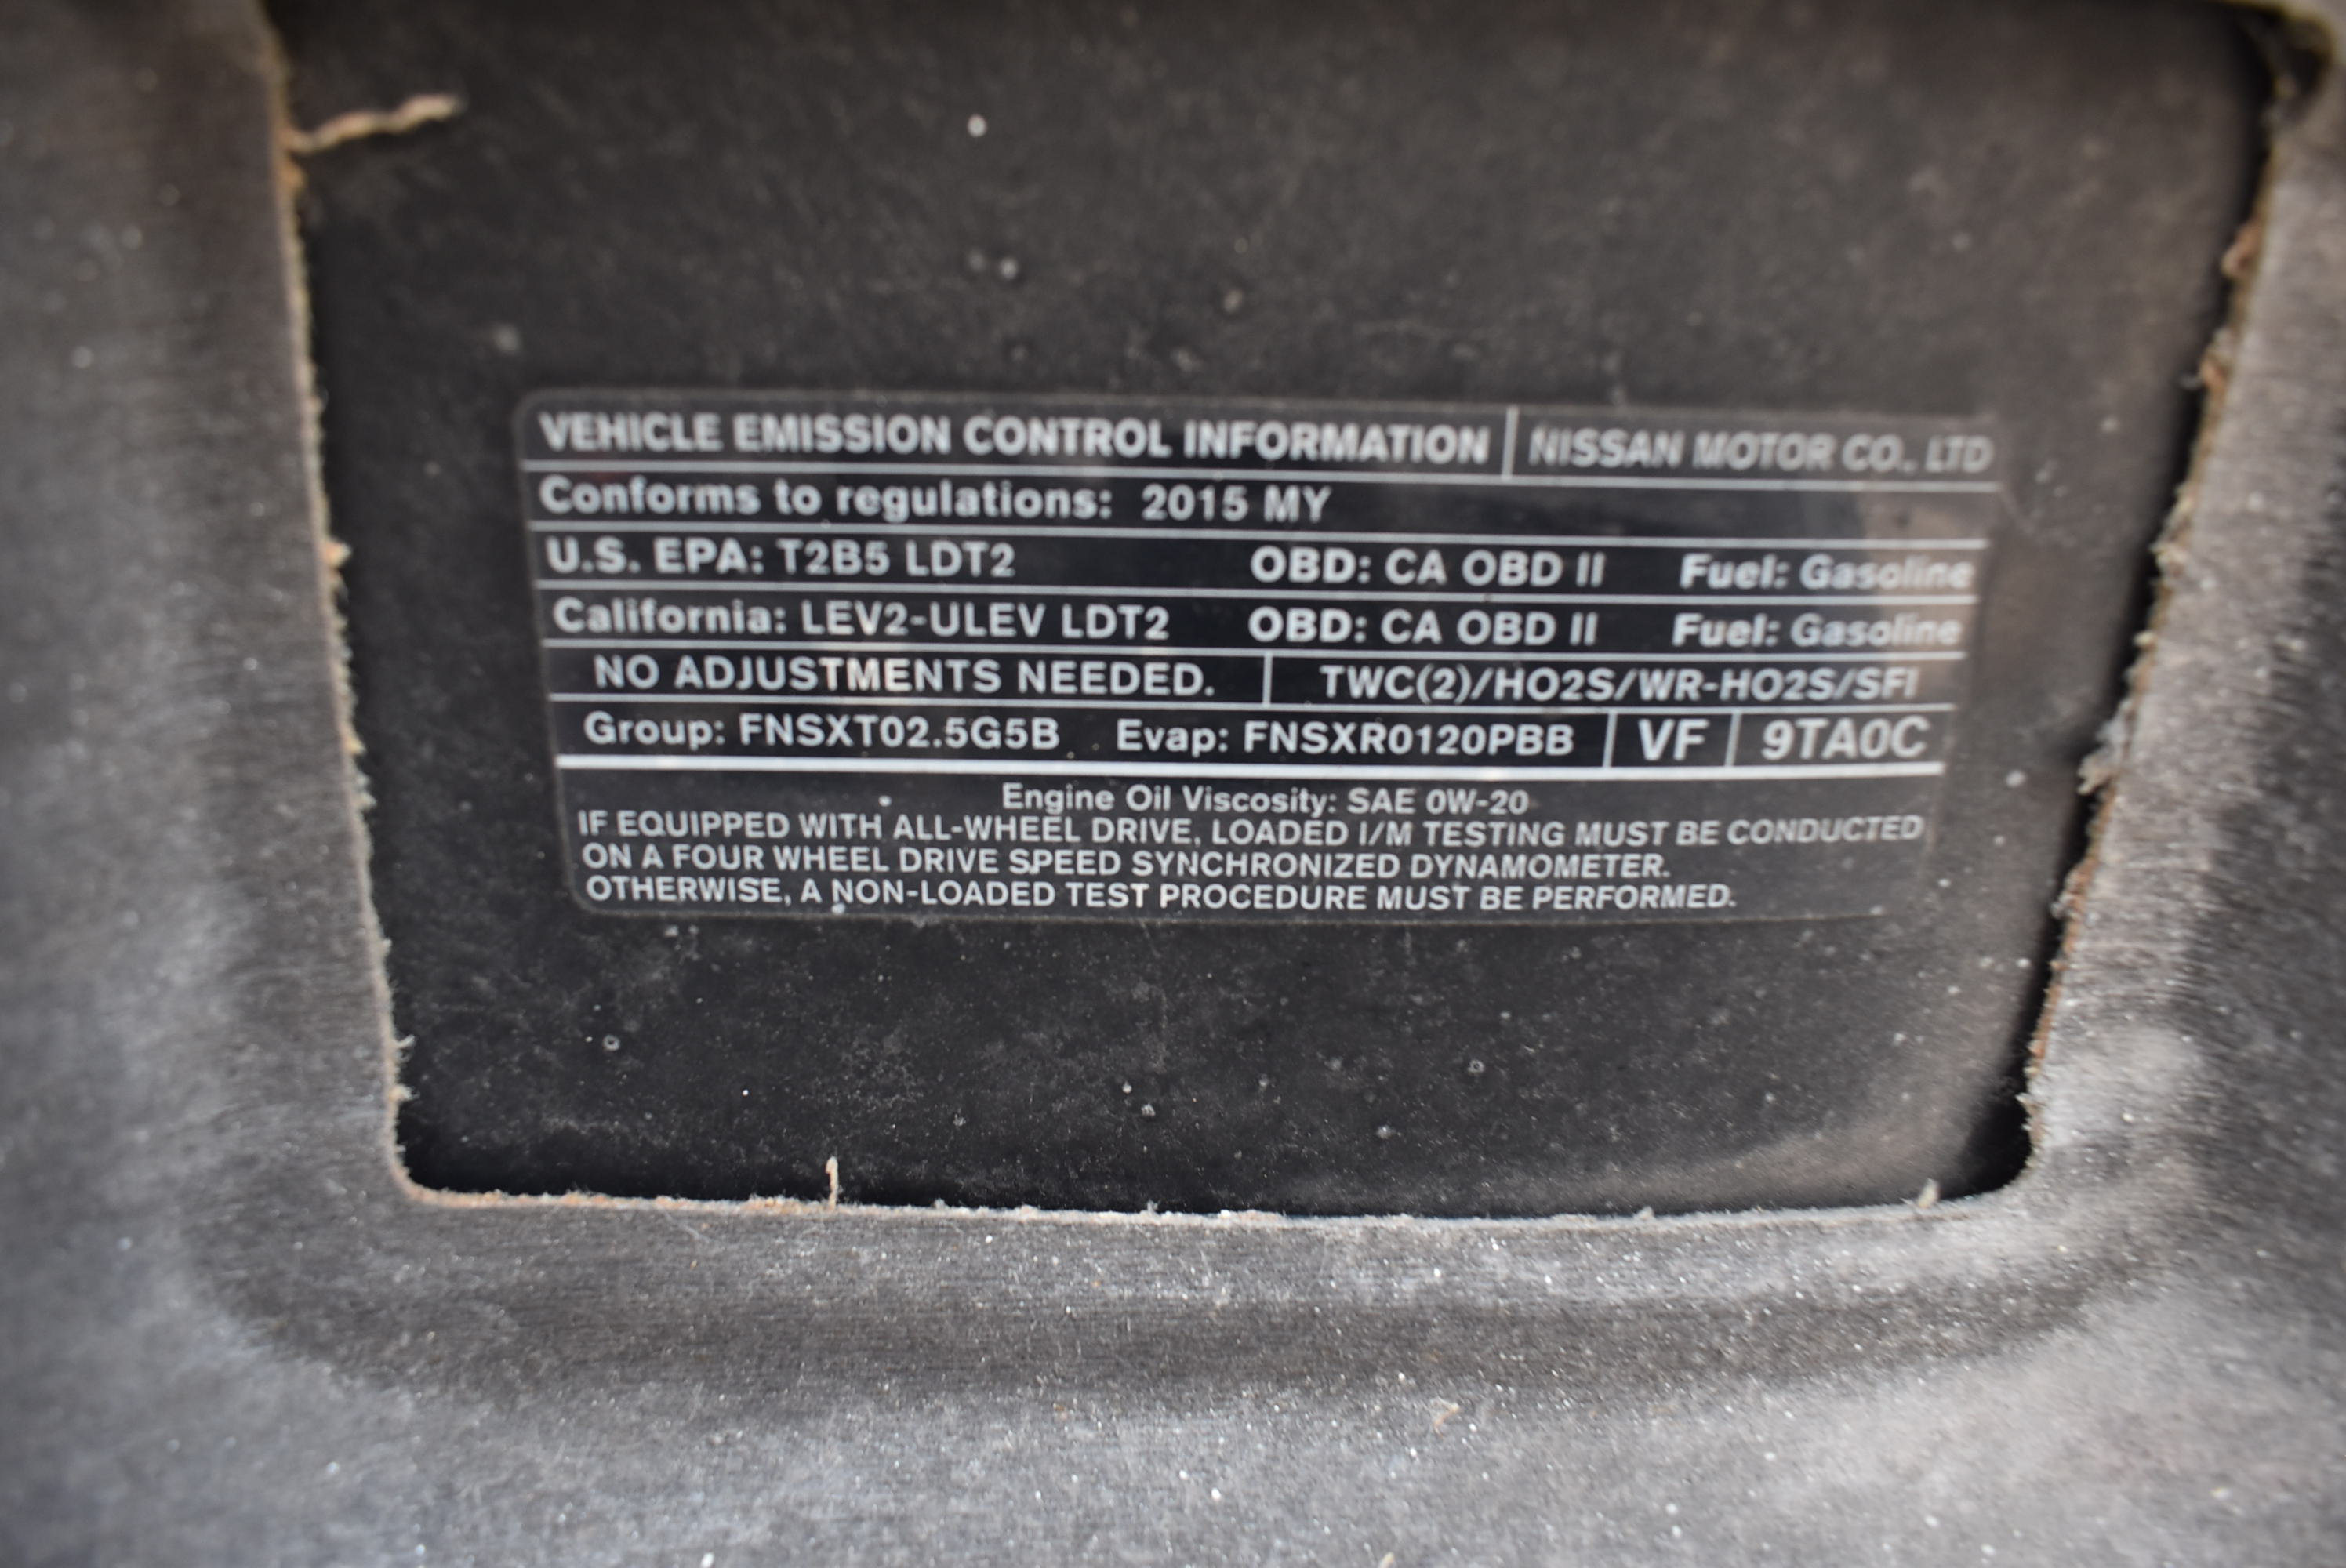 VEHICLE EMISSION CONTROL INFORMATION NISSAN MOTOR CO., LTD
Conforms to regulations: 2015 MY
U.S. EPA: T2B5 LDT2 OBD: CA OBD II Fuel: Gasoline
California: LEV2-ULEV LDT2 OBD: CA OBD II Fuel: Gasoline
NO ADJUSTMENTS NEEDED. TWC(2)/HO2S/WR-HO2S/SFI
Group: FNSXT02.5G5B Evap: FNSXR0120PBB VF 9TA0C
Engine Oil Viscosity: SAE 0W-20
IF EQUIPPED WITH ALL-WHEEL DRIVE, LOADED I/M TESTING MUST BE CONDUCTED
ON A FOUR WHEEL DRIVE SPEED SYNCHRONIZED DYNAMOMETER.
OTHERWISE, A NON-LOADED TEST PROCEDURE MUST BE PERFORMED.